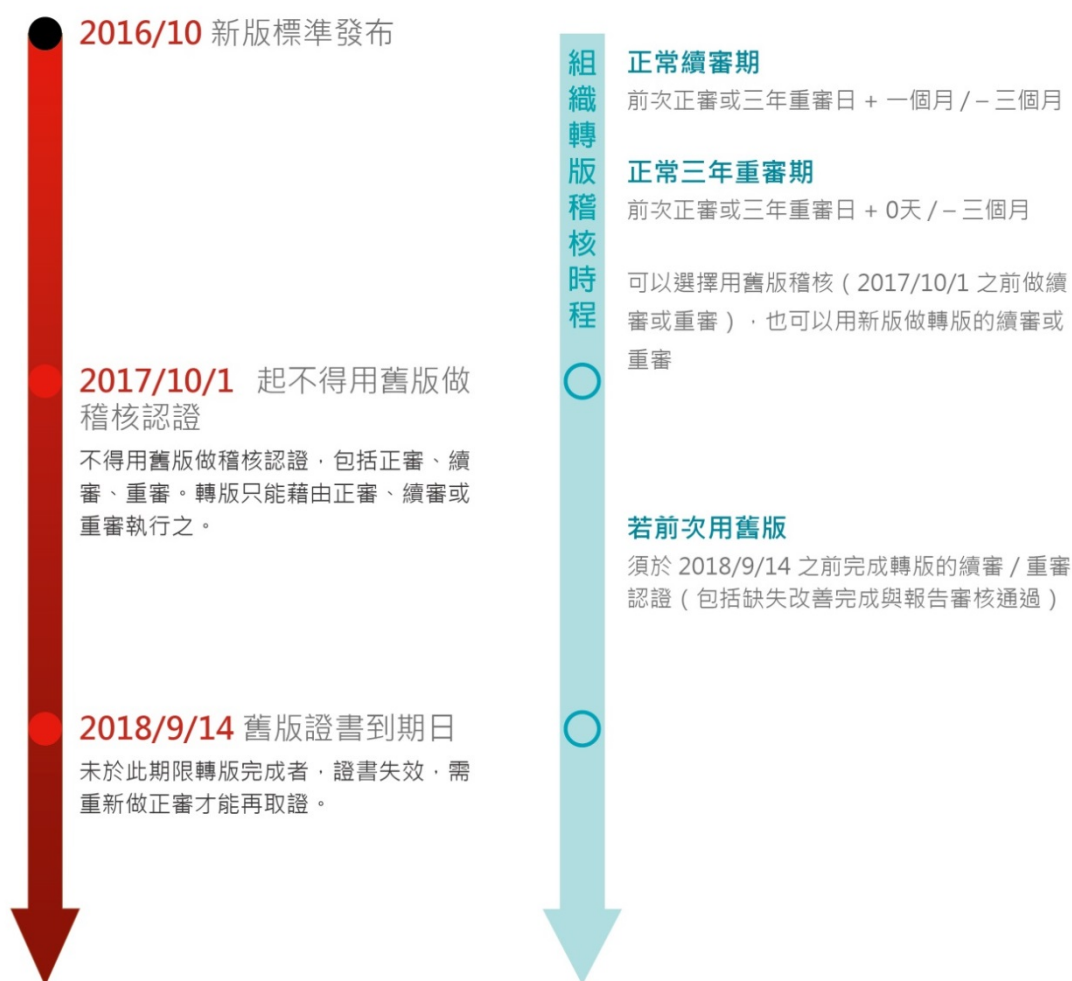 2016/10 新版標準發布
2017/10/1 起不得用舊版做
稽核認證
不得用舊版做稽核認證,包括正審、續
審、重審。轉版只能藉由正審、續審或
重審執行之。
2018/9/14 舊版證書到期日
未於此期限轉版完成者,證書失效,需
重新做正審才能再取證。
組織轉版稽核時程
正常續審期
前次正審或三年重審日 + 一個月 / – 三個月
正常三年重審期
前次正審或三年重審日 + 0天 / – 三個月
可以選擇用舊版稽核(2017/10/1 之前做續
審或重審),也可以用新版做轉版的續審或
重審
若前次用舊版
須於 2018/9/14 之前完成轉版的續審 / 重審
認證(包括缺失改善完成與報告審核通過)